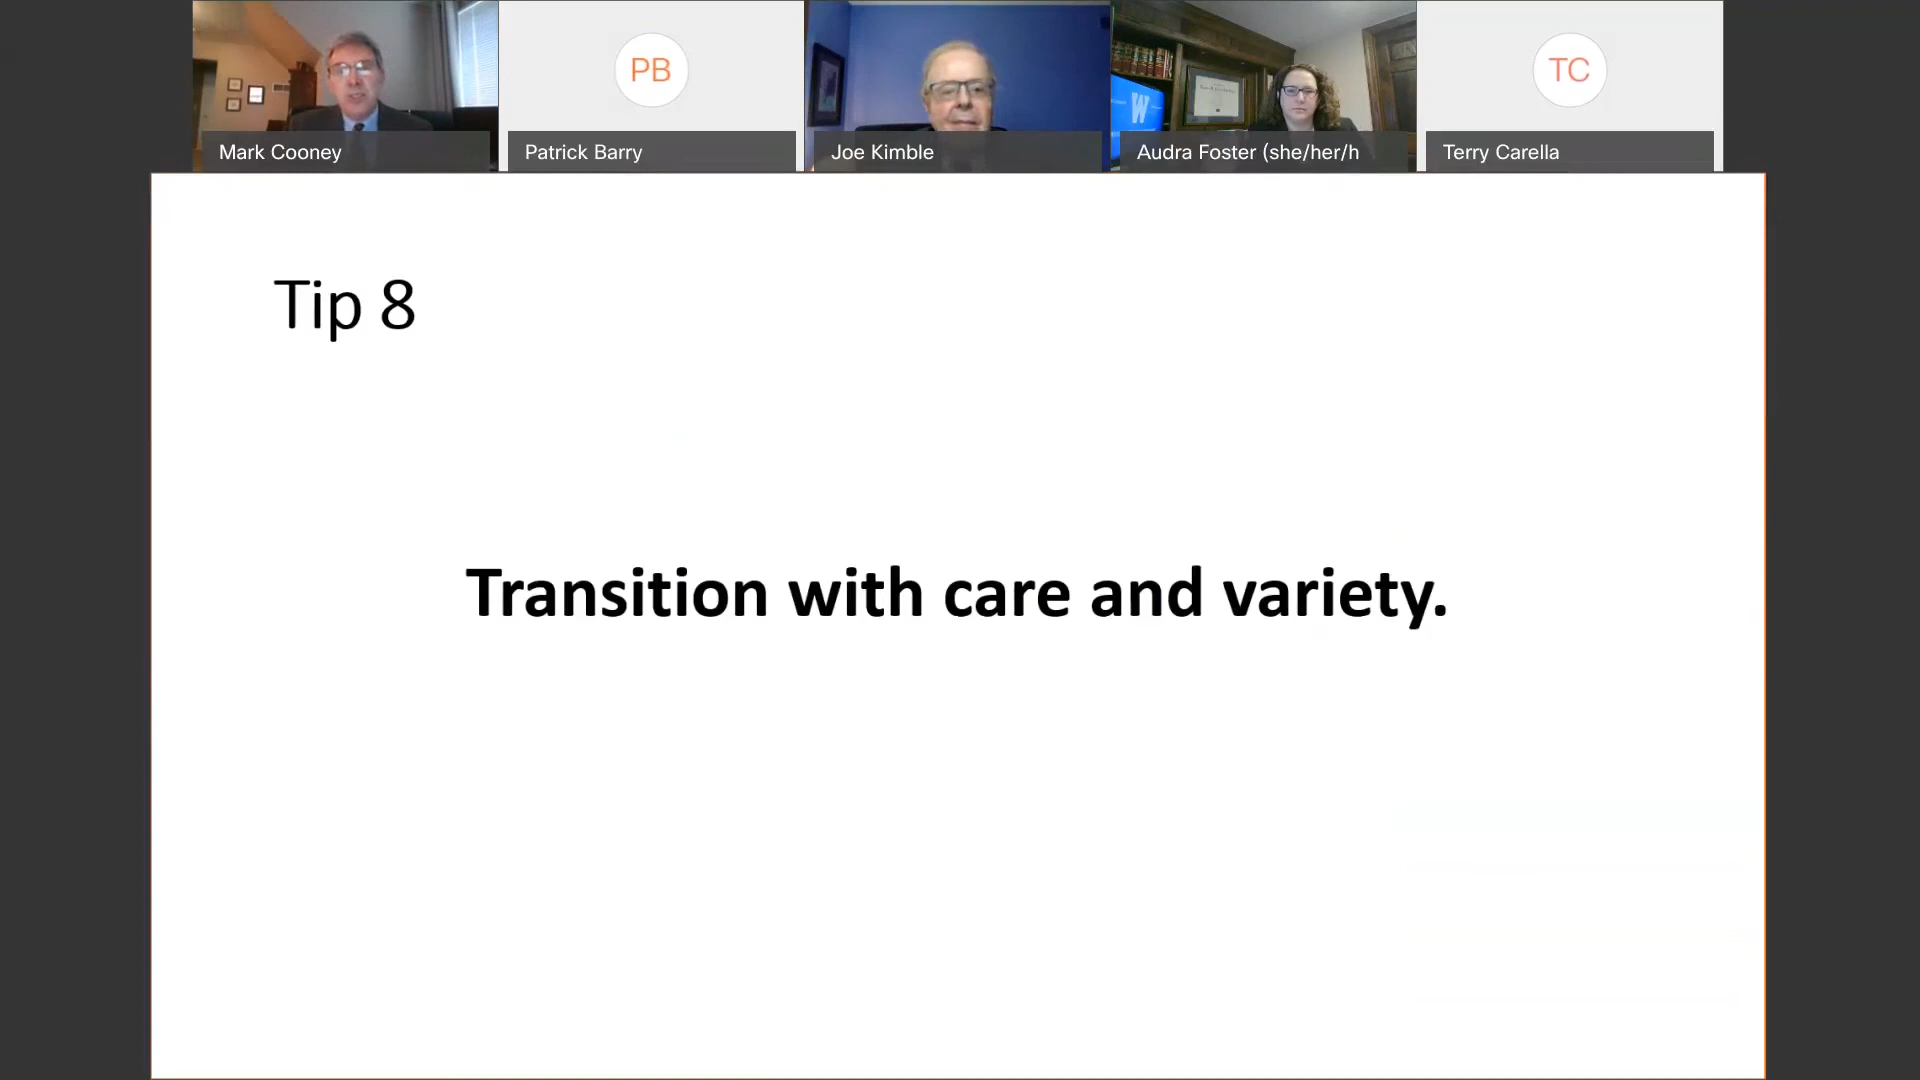 Mark Cooney
PB
Patrick Barry
Joe Kimble
W
Audra Foster (she/her/h
TC
Terry Carella
Tip 8
Transition with care and variety.